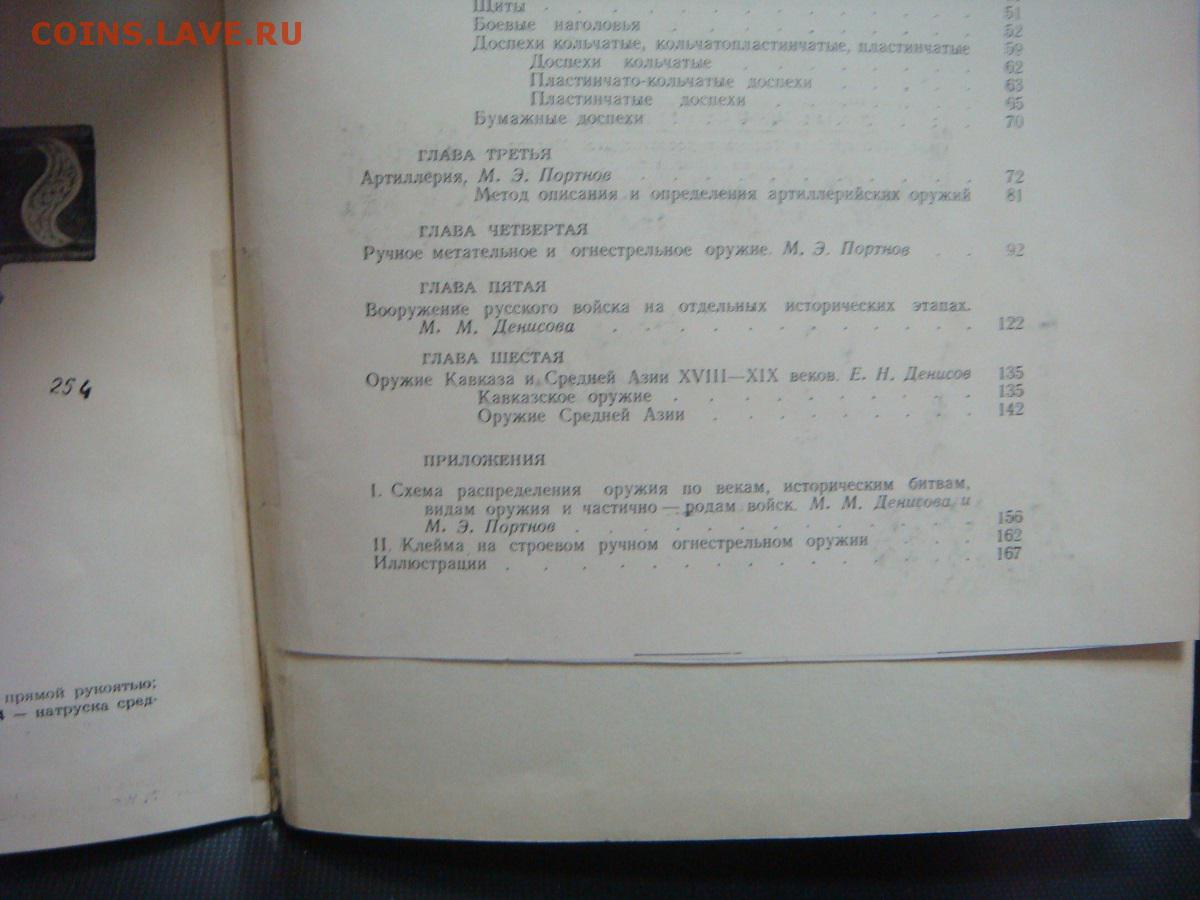 COINS.LAVE.RU
254
прямой рукоятью;
4 — натруска сред-
Щиты . . . . . . . . . . . . 51
Боевые наголовья . . . . . . . . . 52
Доспехи кольчатые, кольчатопластинчатые, пластинчатые 59
Доспехи кольчатые . . . . . . . 62
Пластинчато-кольчатые доспехи . . . . 63
Пластинчатые доспехи . . . . . . . 65
Бумажные доспехи . . . . . . . . . 70
ГЛАВА ТРЕТЬЯ
Артиллерия, М. Э. Портнов . . . . . . . . . . 72
Метод описания и определения артиллерийских оружий 81
ГЛАВА ЧЕТВЕРТАЯ
Ручное метательное и огнестрельное оружие. М. Э. Портнов . . 92
ГЛАВА ПЯТАЯ
Вооружение русского войска на отдельных исторических этапах.
М. М. Денисова . . . . . . . . . . . 122
ГЛАВА ШЕСТАЯ
Оружие Кавказа и Средней Азии XVIII—XIX веков. Е. Н. Денисов 135
Кавказское оружие . . . . . . . . . 135
Оружие Средней Азии . . . . . . . . 142
ПРИЛОЖЕНИЯ
I. Схема распределения оружия по векам, историческим битвам,
видам оружия и частично — родам войск. М. М. Денисова и
М. Э. Портнов . . . . . . . . . . . 156
II. Клейма на строевом ручном огнестрельном оружии . . . 162
Иллюстрации . . . . . . . . . . . . . 167